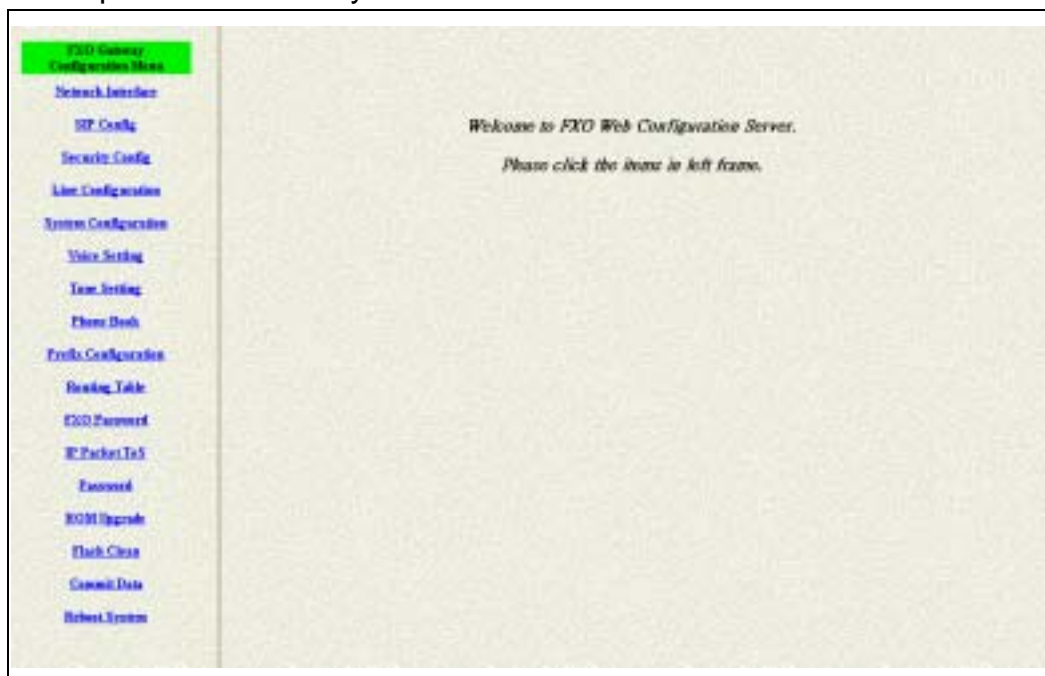 FXO Gateway
Configuration Menu
Network Interface
SIP Config
Security Config
Line Configuration
System Configuration
Voice Setting
Tone Setting
Phone Book
Prefix Configuration
Routing Table
FXO Password
IP Packet ToS
Password
ROM Upgrade
Flash Clean
Commit Data
Reboot System
Welcome to FXO Web Configuration Server.
Please click the items in left frame.